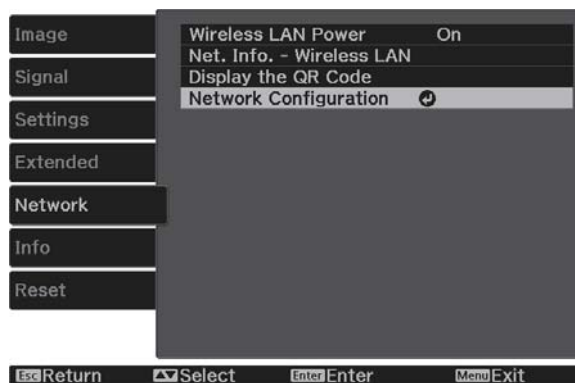 Image
Signal
Settings
Extended
Network
Info
Reset
Wireless LAN Power On
Net. Info. - Wireless LAN
Display the QR Code
Network Configuration
Esc Return Select Enter Enter Menu Exit